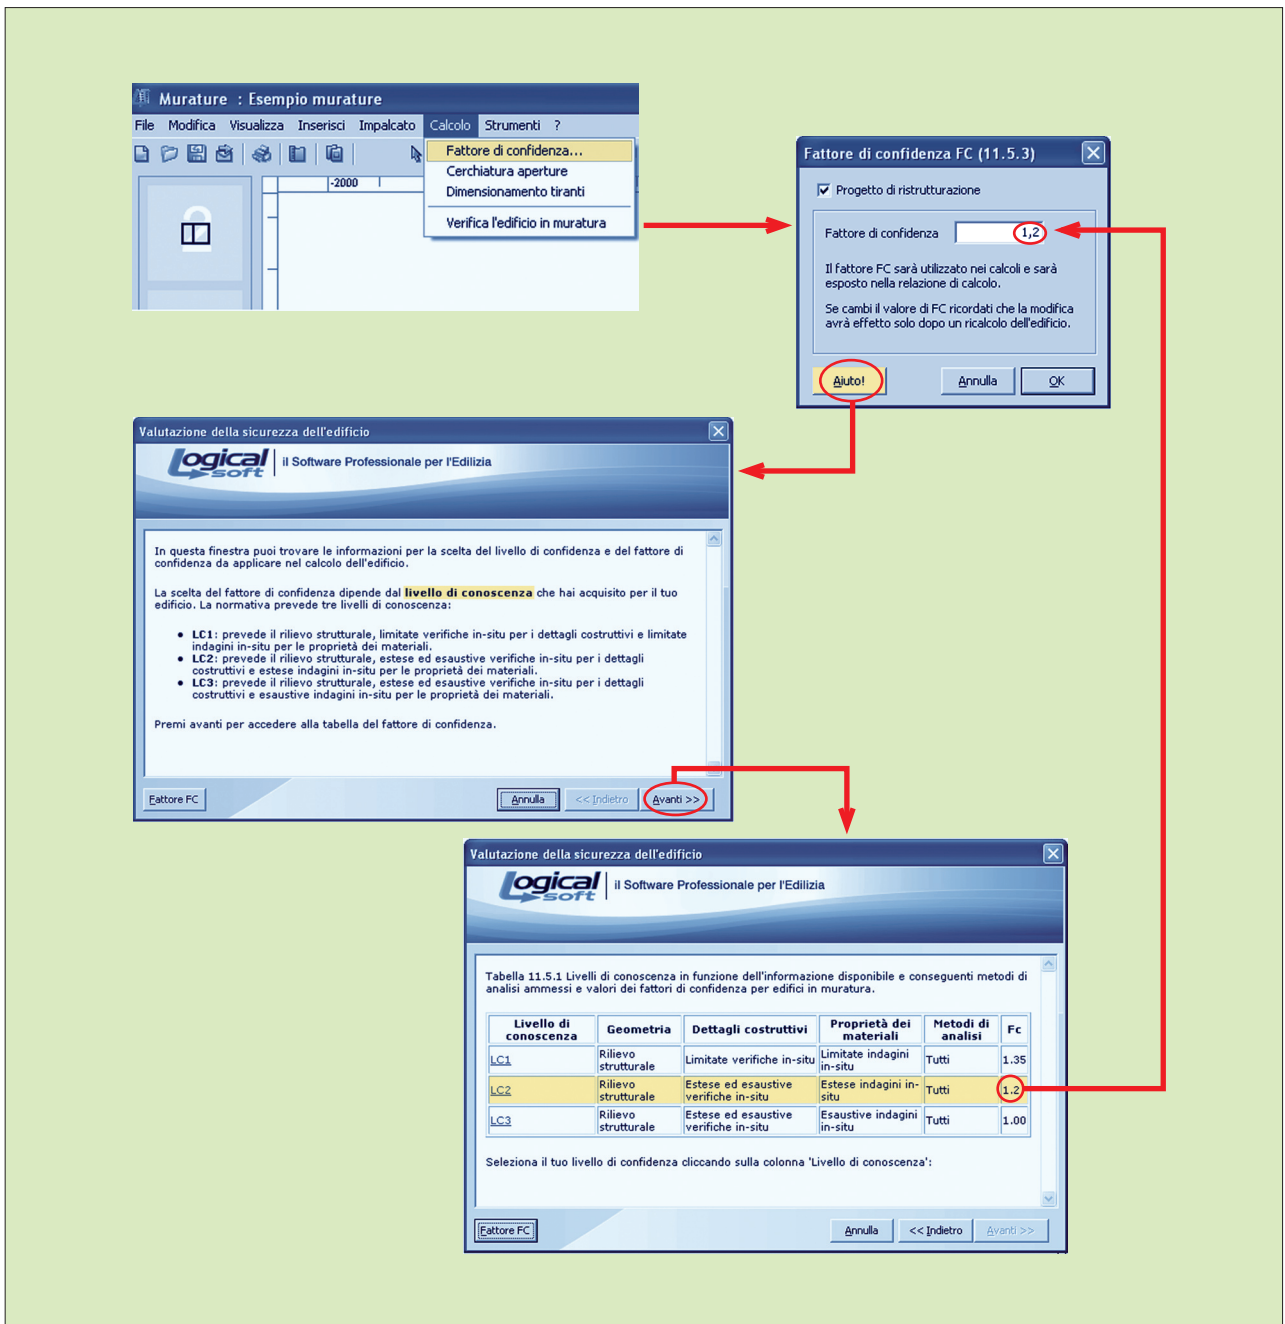 Murature : Esempio murature
File Modifica Visualizza Inserisci Impalcato Calcolo Strumenti ?
Fattore di confidenza...
Cerchiatura aperture
Dimensionamento tiranti
Verifica l'edificio in muratura
-2000
Fattore di confidenza FC (11.5.3)
Progetto di ristrutturazione
Fattore di confidenza 1,2
Il fattore FC sarà utilizzato nei calcoli e sarà
esposto nella relazione di calcolo.
Se cambi il valore di FC ricordati che la modifica
avrà effetto solo dopo un ricalcolo dell'edificio.
Aiuto! Annulla OK
Valutazione della sicurezza dell'edificio
Logical soft il Software Professionale per l'Edilizia
In questa finestra puoi trovare le informazioni per la scelta del livello di confidenza e del fattore di
confidenza da applicare nel calcolo dell'edificio.
La scelta del fattore di confidenza dipende dal livello di conoscenza che hai acquisito per il tuo
edificio. La normativa prevede tre livelli di conoscenza:
• LC1: prevede il rilievo strutturale, limitate verifiche in-situ per i dettagli costruttivi e limitate
indagini in-situ per le proprietà dei materiali.
• LC2: prevede il rilievo strutturale, estese ed esaustive verifiche in-situ per i dettagli
costruttivi e estese indagini in-situ per le proprietà dei materiali.
• LC3: prevede il rilievo strutturale, estese ed esaustive verifiche in-situ per i dettagli
costruttivi e esaustive indagini in-situ per le proprietà dei materiali.
Premi avanti per accedere alla tabella del fattore di confidenza.
Fattore FC Annulla << Indietro Avanti >>
Valutazione della sicurezza dell'edificio
Logical soft il Software Professionale per l'Edilizia
Tabella 11.5.1 Livelli di conoscenza in funzione dell'informazione disponibile e conseguenti metodi di
analisi ammessi e valori dei fattori di confidenza per edifici in muratura.
Livello di conoscenza Geometria Dettagli costruttivi Proprietà dei materiali Metodi di analisi Fc
LC1 Rilievo strutturale Limitate verifiche in-situ Limitate indagini in-situ Tutti 1.35
LC2 Rilievo strutturale Estese ed esaustive verifiche in-situ Estese indagini in-situ Tutti 1.2
LC3 Rilievo strutturale Estese ed esaustive verifiche in-situ Esaustive indagini in-situ Tutti 1.00
Seleziona il tuo livello di confidenza cliccando sulla colonna 'Livello di conoscenza':
Fattore FC Annulla << Indietro Avanti >>